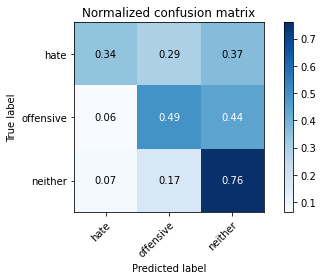 Normalized confusion matrix
True label
hate 0.34 0.29 0.37
offensive 0.06 0.49 0.44
neither 0.07 0.17 0.76
hate offensive neither
Predicted label
0.7
0.6
0.5
0.4
0.3
0.2
0.1